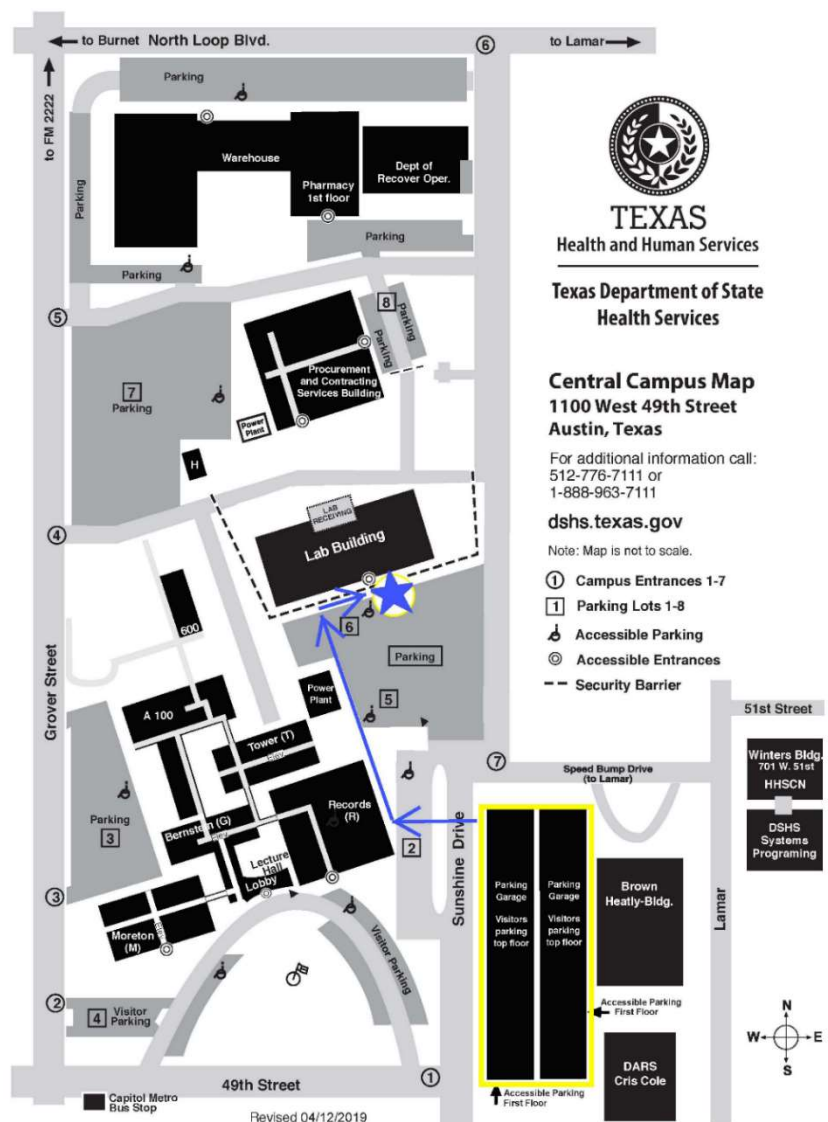 to Burnet North Loop Blvd.
to Lamar
6
to FM 2222
Parking
Warehouse
Pharmacy
1st floor
Dept of
Recover Oper.
Parking
Parking
Parking
5
8
Parking
Parking
7
Parking
Procurement
and Contracting
Services Building
Power
Plant
H
4
LAB
RECEIVING
Lab Building
600
6
Parking
5
Power
Plant
A 100
Tower (T)
Elev
Grover Street
Parking
3
Bernstein (G)
Elev
Records
(R)
Lecture
Hall
Lobby
2
7
Speed Bump Drive
(to Lamar)
Sunshine Drive
3
Moreton
(M)
Elev
Visitor Parking
2
4
Visitor
Parking
Parking
Garage
Visitors
parking
top floor
Parking
Garage
Visitors
parking
top floor
Brown
Heatly-Bldg.
Accessible Parking
First Floor
DARS
Cris Cole
Accessible Parking
First Floor
49th Street
1
Capitol Metro
Bus Stop
Revised 04/12/2019
TEXAS
Health and Human Services
Texas Department of State
Health Services
Central Campus Map
1100 West 49th Street
Austin, Texas
For additional information call:
512-776-7111 or
1-888-963-7111
dshs.texas.gov
Note: Map is not to scale.
1 Campus Entrances 1-7
1 Parking Lots 1-8
Accessible Parking
Accessible Entrances
Security Barrier
51st Street
Winters Bldg.
701 W. 51st
HHSCN
DSHS
Systems
Programing
Lamar
N
W E
S